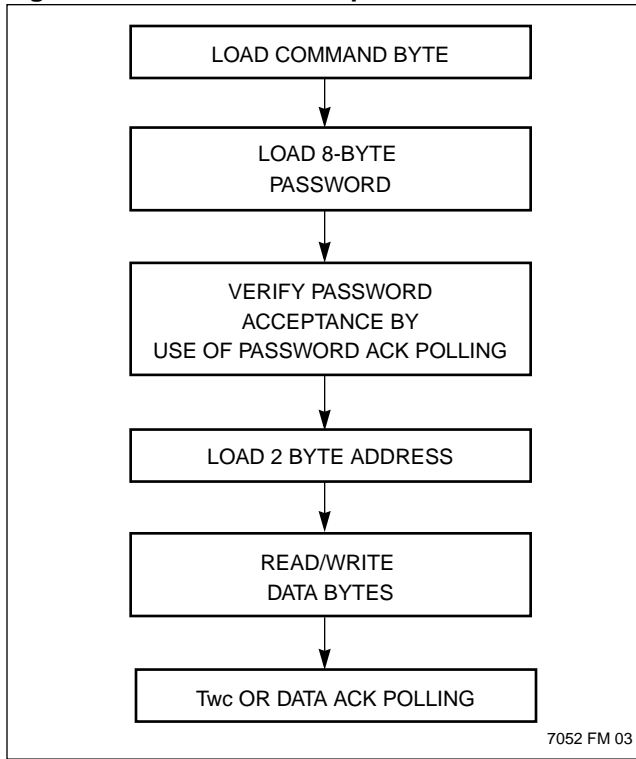 LOAD COMMAND BYTE
LOAD 8-BYTE
PASSWORD
VERIFY PASSWORD
ACCEPTANCE BY
USE OF PASSWORD ACK POLLING
LOAD 2 BYTE ADDRESS
READ/WRITE
DATA BYTES
Twc OR DATA ACK POLLING
7052 FM 03